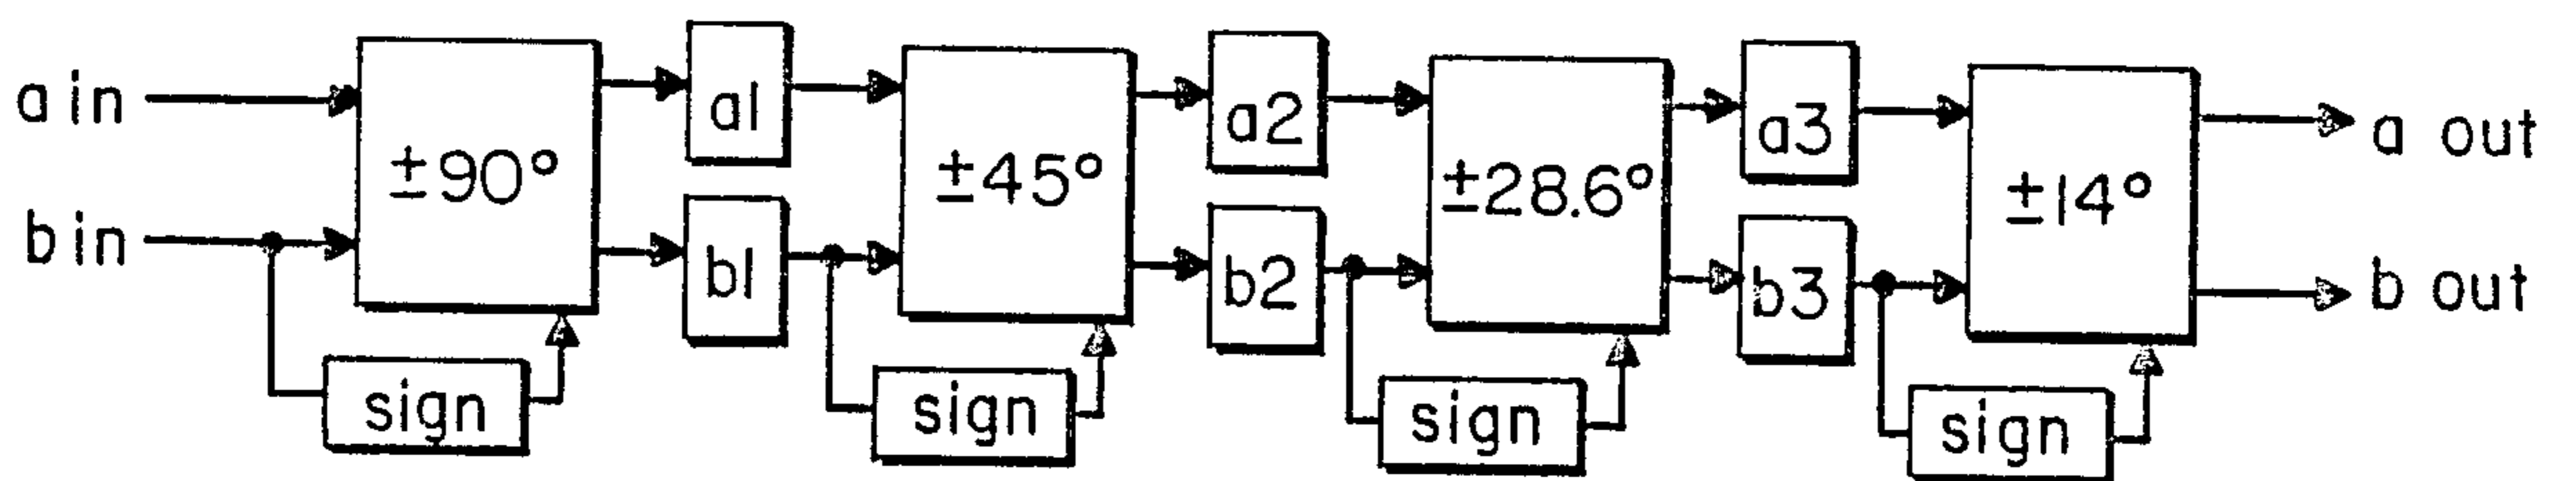 a in
b in
±90°
sign
a1
b1
±45°
sign
a2
b2
±28.6°
sign
a3
b3
±14°
sign
a out
b out